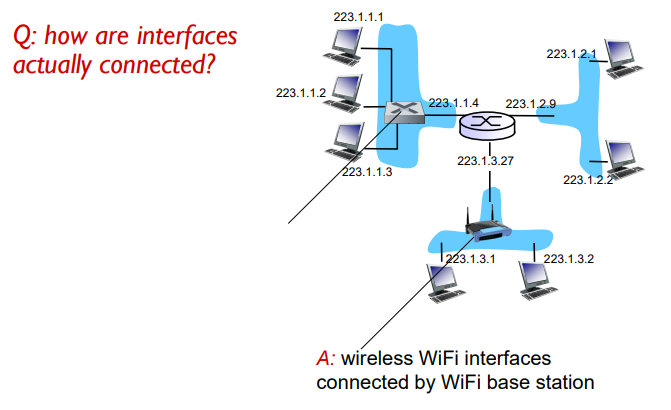 Q: how are interfaces
actually connected?
223.1.1.1
223.1.1.2
223.1.1.3
223.1.1.4
223.1.2.9
223.1.2.1
223.1.2.2
223.1.3.27
223.1.3.1
223.1.3.2
A: wireless WiFi interfaces
connected by WiFi base station